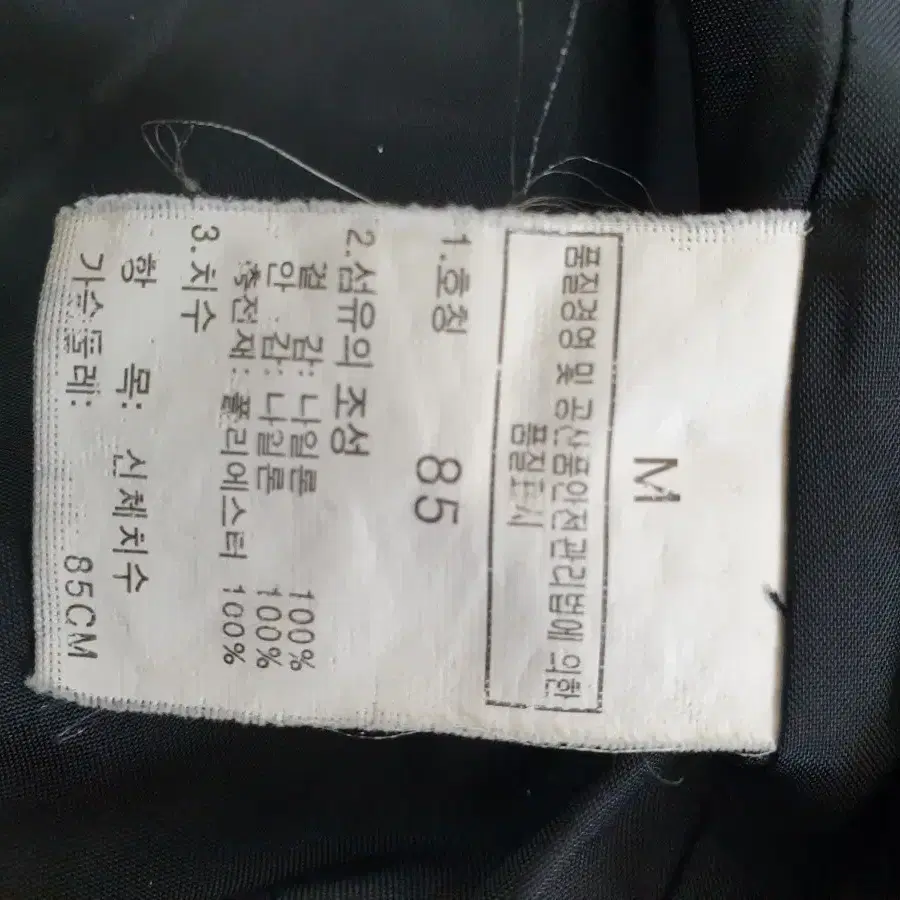 M
품질경영 및 공산품안전관리법에 의한
품질표시
1.호칭 85
2.섬유의 조성
겉 감: 나일론 100%
안 감: 나일론 100%
충전재: 폴리에스터 100%
3.치수
항 목: 신체치수
가슴둘레: 85CM